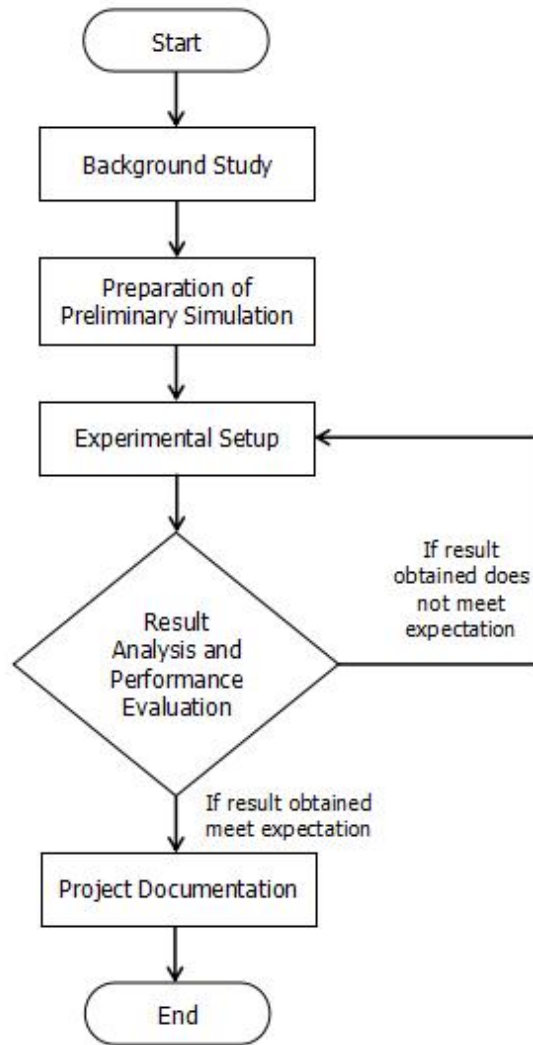 Start
Background Study
Preparation of
Preliminary Simulation
Experimental Setup
If result
obtained does
not meet
expectation
Result
Analysis and
Performance
Evaluation
If result obtained
meet expectation
Project Documentation
End